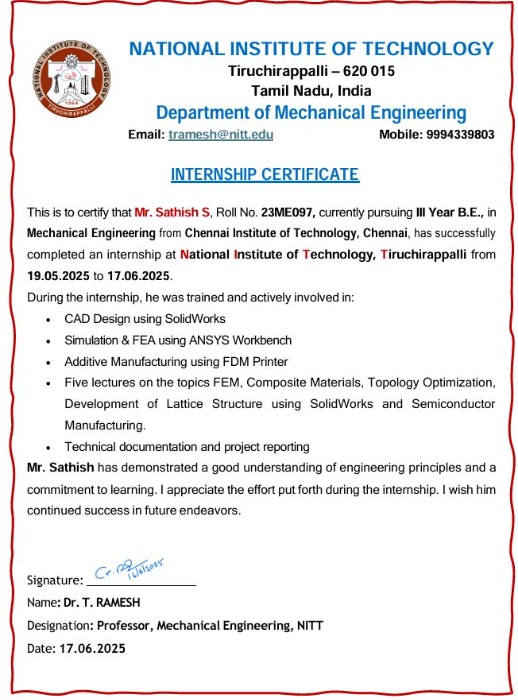 NATIONAL INSTITUTE OF TECHNOLOGY
TIRUCHIRAPPALLI
1964
NATIONAL INSTITUTE OF TECHNOLOGY
Tiruchirappalli – 620 015
Tamil Nadu, India
Department of Mechanical Engineering
Email: tramesh@nitt.edu Mobile: 9994339803
INTERNSHIP CERTIFICATE
This is to certify that Mr. Sathish S, Roll No. 23ME097, currently pursuing III Year B.E., in
Mechanical Engineering from Chennai Institute of Technology, Chennai, has successfully
completed an internship at National Institute of Technology, Tiruchirappalli from
19.05.2025 to 17.06.2025.
During the internship, he was trained and actively involved in:
• CAD Design using SolidWorks
• Simulation & FEA using ANSYS Workbench
• Additive Manufacturing using FDM Printer
• Five lectures on the topics FEM, Composite Materials, Topology Optimization,
Development of Lattice Structure using SolidWorks and Semiconductor
Manufacturing.
• Technical documentation and project reporting
Mr. Sathish has demonstrated a good understanding of engineering principles and a
commitment to learning. I appreciate the effort put forth during the internship. I wish him
continued success in future endeavors.
Signature:
Name: Dr. T. RAMESH
Designation: Professor, Mechanical Engineering, NITT
Date: 17.06.2025